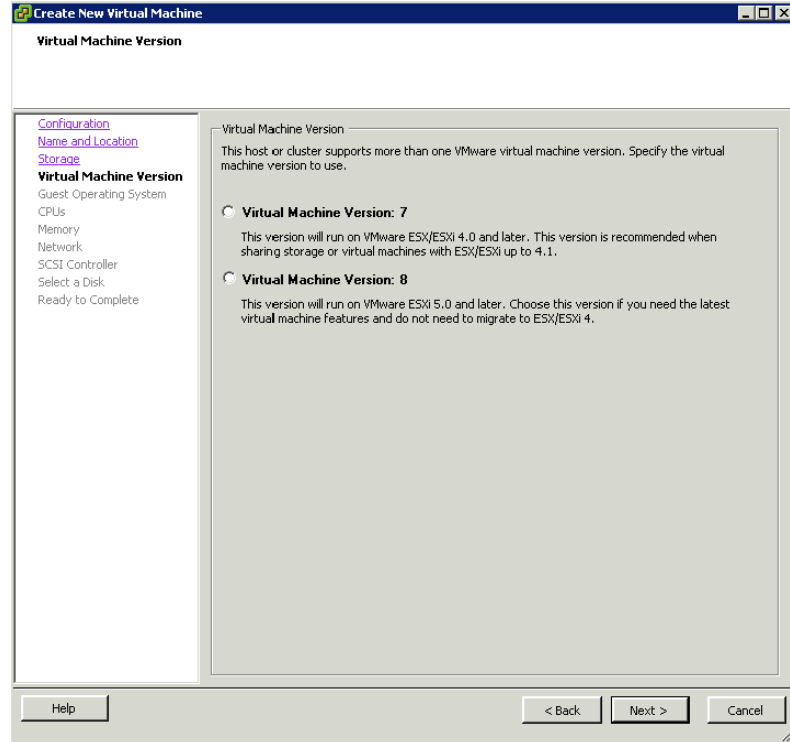 Create New Virtual Machine
Virtual Machine Version
Configuration
Name and Location
Storage
Virtual Machine Version
Guest Operating System
CPUs
Memory
Network
SCSI Controller
Select a Disk
Ready to Complete
Virtual Machine Version
This host or cluster supports more than one VMware virtual machine version. Specify the virtual
machine version to use.
Virtual Machine Version: 7
This version will run on VMware ESX/ESXi 4.0 and later. This version is recommended when
sharing storage or virtual machines with ESX/ESXi up to 4.1.
Virtual Machine Version: 8
This version will run on VMware ESXi 5.0 and later. Choose this version if you need the latest
virtual machine features and do not need to migrate to ESX/ESXi 4.
Help
< Back
Next >
Cancel